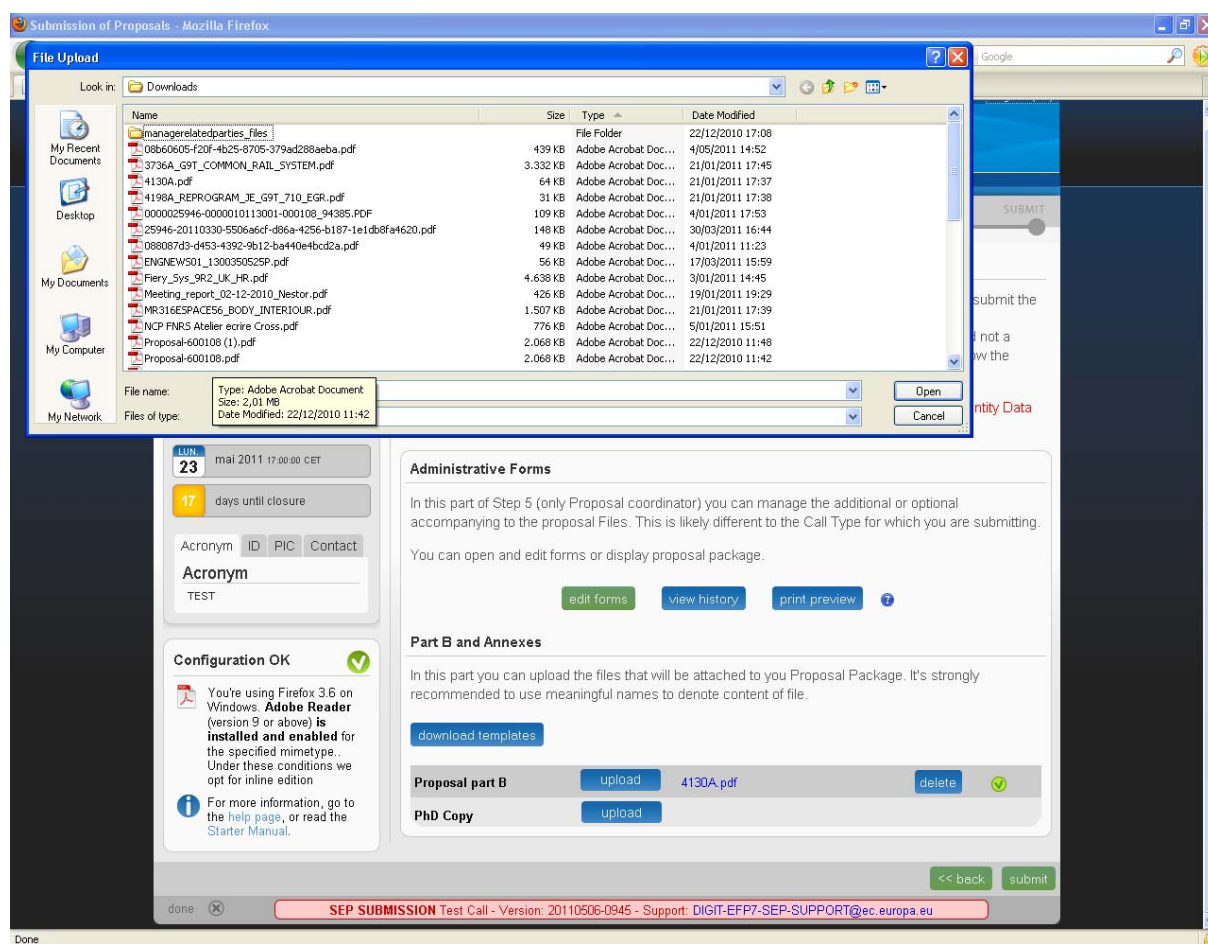 Submission of Proposals - Mozilla Firefox
File Upload
Google
Look in: Downloads
Name Size Type Date Modified
managerelatedparties_files File Folder 22/12/2010 17:08
08b60605-f20f-4b25-8705-379ad288aeba.pdf 439 KB Adobe Acrobat Doc... 4/05/2011 14:52
3736A_G9T_COMMON_RAIL_SYSTEM.pdf 3.332 KB Adobe Acrobat Doc... 21/01/2011 17:45
4130A.pdf 64 KB Adobe Acrobat Doc... 21/01/2011 17:37
4198A_REPROGRAM_JE_G9T_710_EGR.pdf 31 KB Adobe Acrobat Doc... 21/01/2011 17:38
0000025946-0000010113001-000108_94385.PDF 109 KB Adobe Acrobat Doc... 4/01/2011 17:53
25946-20110330-5506a6cf-d86a-4256-b187-1e1db8fa4620.pdf 148 KB Adobe Acrobat Doc... 30/03/2011 16:44
088087d3-d453-4392-9b12-ba440e4bcd2a.pdf 49 KB Adobe Acrobat Doc... 4/01/2011 11:23
ENGNEWS01_1300350525P.pdf 56 KB Adobe Acrobat Doc... 17/03/2011 15:59
Fiery_Sys_9R2_UK_HR.pdf 4.638 KB Adobe Acrobat Doc... 3/01/2011 14:45
Meeting_report_02-12-2010_Nestor.pdf 426 KB Adobe Acrobat Doc... 19/01/2011 19:29
MR316ESPACE56_BODY_INTERIOUR.pdf 1.507 KB Adobe Acrobat Doc... 21/01/2011 17:39
NCP FNRS Atelier ecrire Cross.pdf 776 KB Adobe Acrobat Doc... 5/01/2011 15:51
Proposal-600108 (1).pdf 2.068 KB Adobe Acrobat Doc... 22/12/2010 11:48
Proposal-600108.pdf 2.068 KB Adobe Acrobat Doc... 22/12/2010 11:42
My Recent
Documents
Desktop
My Documents
My Computer
My Network
File name: Open
Files of type: Cancel
Type: Adobe Acrobat Document
Size: 2,01 MB
Date Modified: 22/12/2010 11:42
SUBMIT
submit the
not a
the
ntity Data
LUN.
23 mai 2011 17:00:00 CET
17 days until closure
Acronym ID PIC Contact
Acronym
TEST
Configuration OK
You're using Firefox 3.6 on
Windows. Adobe Reader
(version 9 or above) is
installed and enabled for
the specified mimetype..
Under these conditions we
opt for inline edition
For more information, go to
the help page, or read the
Starter Manual.
Administrative Forms
In this part of Step 5 (only Proposal coordinator) you can manage the additional or optional
accompanying to the proposal Files. This is likely different to the Call Type for which you are submitting.
You can open and edit forms or display proposal package.
edit forms view history print preview ?
Part B and Annexes
In this part you can upload the files that will be attached to you Proposal Package. It's strongly
recommended to use meaningful names to denote content of file.
download templates
Proposal part B upload 4130A.pdf delete
PhD Copy upload
<< back submit
done SEP SUBMISSION Test Call - Version: 20110506-0945 - Support: DIGIT-EFP7-SEP-SUPPORT@ec.europa.eu
Done